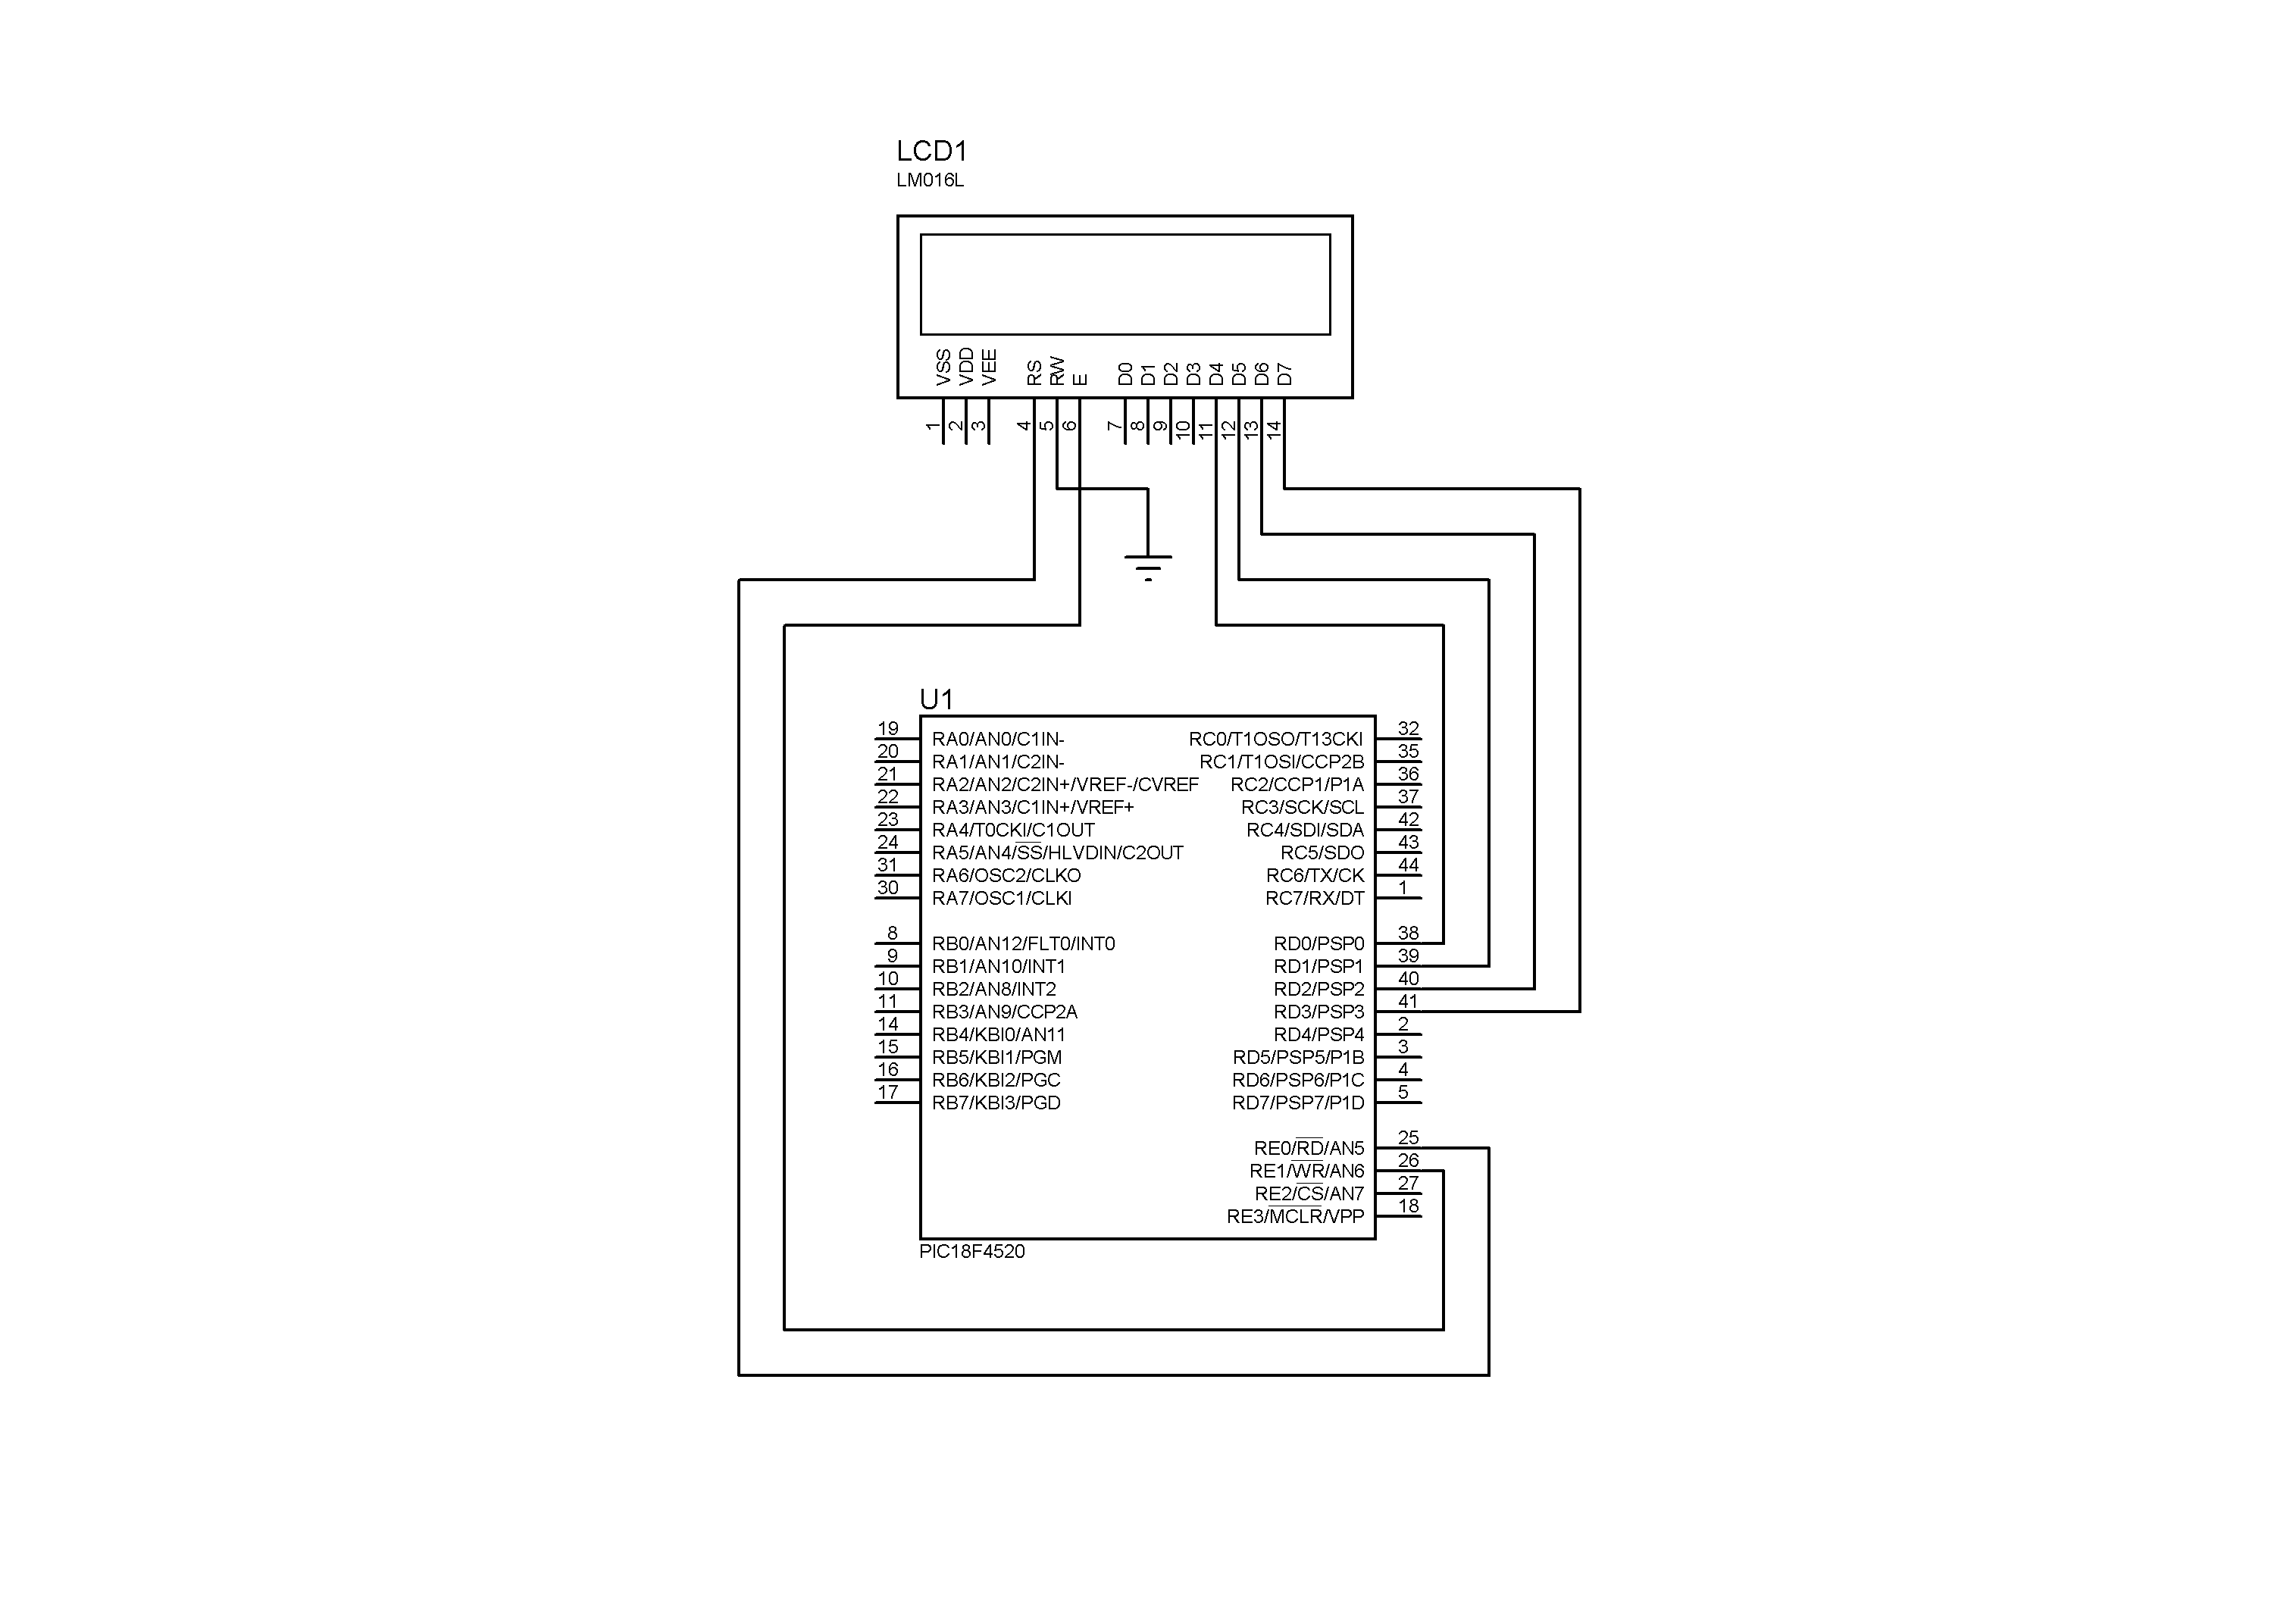 LCD1
LM016L
VSS VDD VEE RS RW E D0 D1 D2 D3 D4 D5 D6 D7
1 2 3 4 5 6 7 8 9 10 11 12 13 14
U1
19 RA0/AN0/C1IN- RC0/T1OSO/T13CKI 32
20 RA1/AN1/C2IN- RC1/T1OSI/CCP2B 35
21 RA2/AN2/C2IN+/VREF-/CVREF RC2/CCP1/P1A 36
22 RA3/AN3/C1IN+/VREF+ RC3/SCK/SCL 37
23 RA4/T0CKI/C1OUT RC4/SDI/SDA 42
24 RA5/AN4/SS/HLVDIN/C2OUT RC5/SDO 43
31 RA6/OSC2/CLKO RC6/TX/CK 44
30 RA7/OSC1/CLKI RC7/RX/DT 1
8 RB0/AN12/FLT0/INT0 RD0/PSP0 38
9 RB1/AN10/INT1 RD1/PSP1 39
10 RB2/AN8/INT2 RD2/PSP2 40
11 RB3/AN9/CCP2A RD3/PSP3 41
14 RB4/KBI0/AN11 RD4/PSP4 2
15 RB5/KBI1/PGM RD5/PSP5/P1B 3
16 RB6/KBI2/PGC RD6/PSP6/P1C 4
17 RB7/KBI3/PGD RD7/PSP7/P1D 5
RE0/RD/AN5 25
RE1/WR/AN6 26
RE2/CS/AN7 27
RE3/MCLR/VPP 18
PIC18F4520